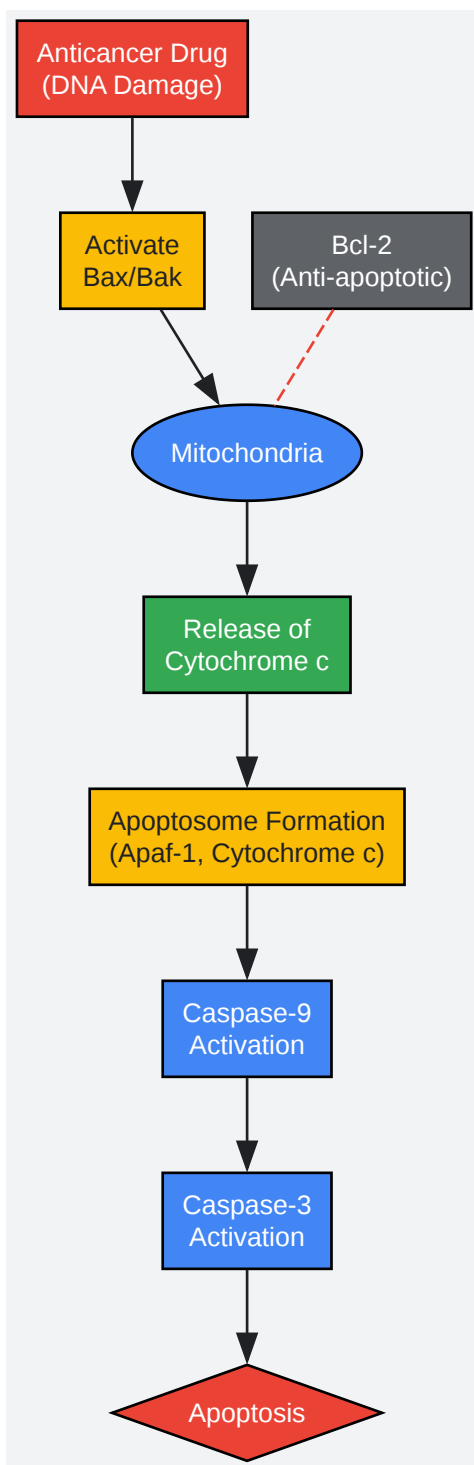 Anticancer Drug
(DNA Damage)
Activate
Bax/Bak
Bcl-2
(Anti-apoptotic)
Mitochondria
Release of
Cytochrome c
Apoptosome Formation
(Apaf-1, Cytochrome c)
Caspase-9
Activation
Caspase-3
Activation
Apoptosis